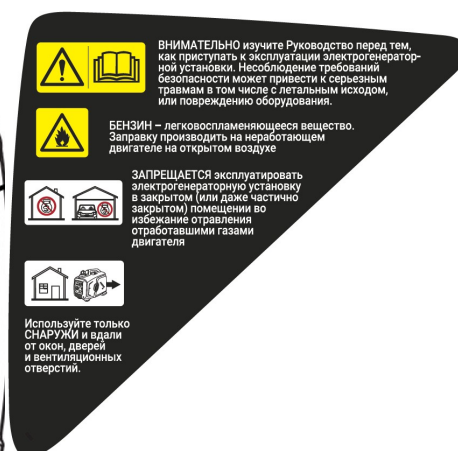 ВНИМАТЕЛЬНО изучите Руководство перед тем,
как приступать к эксплуатации электрогенератор-
ной установки. Несоблюдение требований
безопасности может привести к серьезным
травмам в том числе с летальным исходом,
или повреждению оборудования.
БЕНЗИН – легковоспламеняющееся вещество.
Заправку производить на неработающем
двигателе на открытом воздухе
ЗАПРЕЩАЕТСЯ эксплуатировать
электрогенераторную установку
в закрытом (или даже частично
закрытом) помещении во
избежание отравления
отработавшими газами
двигателя
Используйте только
СНАРУЖИ и вдали
от окон, дверей
и вентиляционных
отверстий.